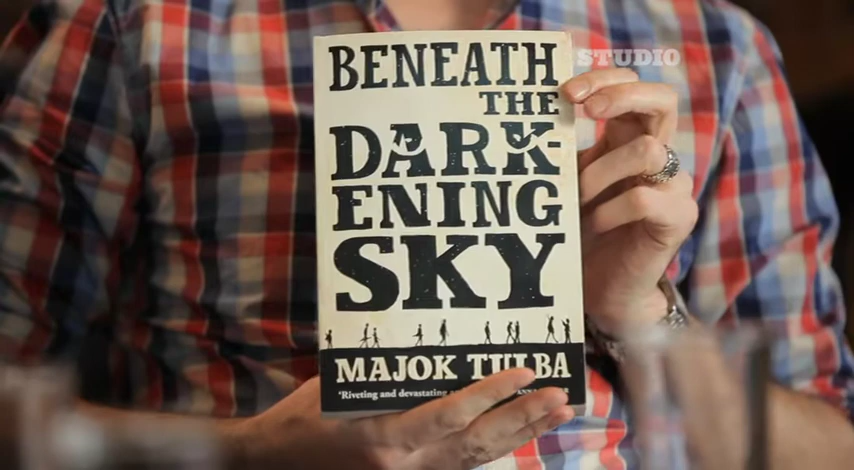 BENEATH
STUDIO
THE
DARK-
ENING
SKY
MAJOK TULBA
'Riveting and devastating